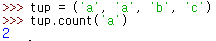 >>> tup = ('a', 'a', 'b', 'c')
>>> tup.count('a')
2